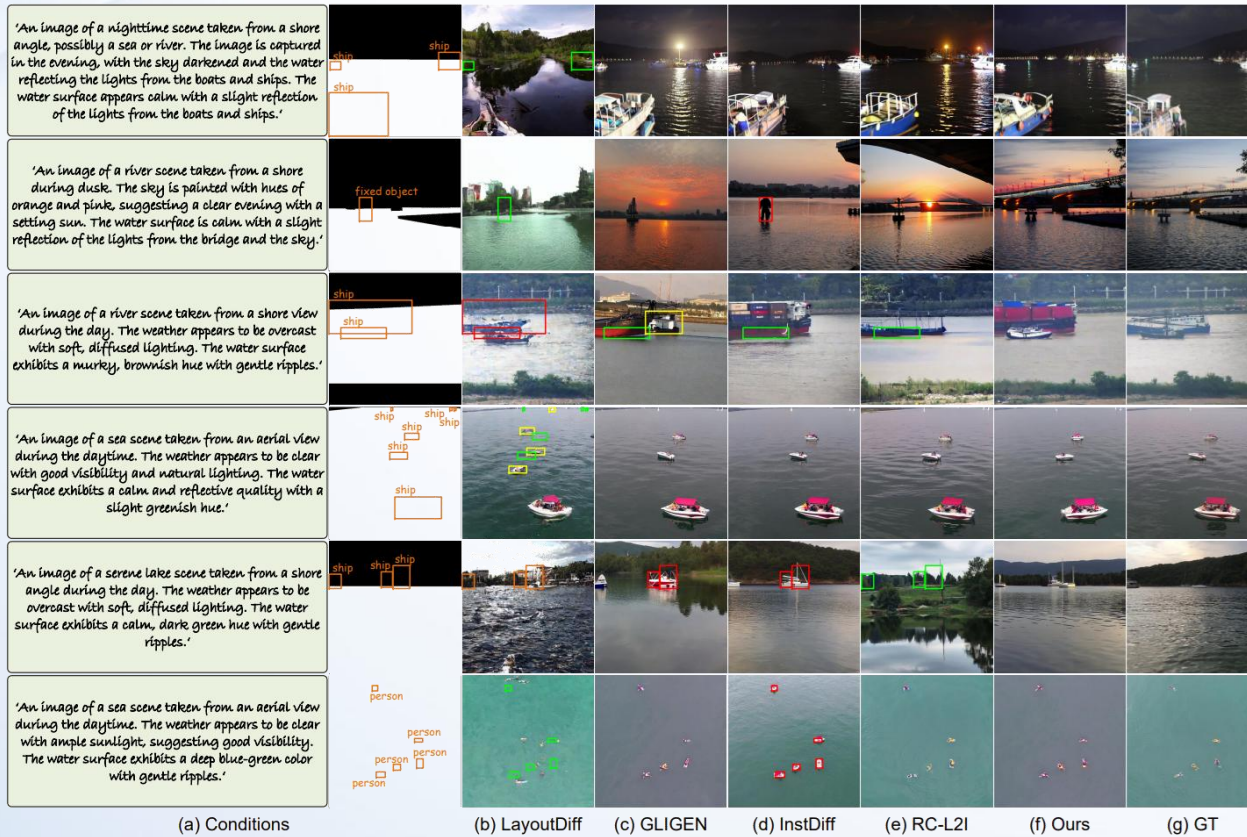 'An image of a nighttime scene taken from a shore
angle, possibly a sea or river. The image is captured
in the evening, with the sky darkened and the water
reflecting the lights from the boats and ships. The
water surface appears calm with a slight reflection
of the lights from the boats and ships.'
ship
ship
ship
'An image of a river scene taken from a shore
during dusk. The sky is painted with hues of
orange and pink, suggesting a clear evening with a
setting sun. The water surface is calm with a slight
reflection of the lights from the bridge and the sky.'
fixed object
'An image of a river scene taken from a shore view
during the day. The weather appears to be overcast
with soft, diffused lighting. The water surface
exhibits a murky, brownish hue with gentle ripples.'
ship
ship
'An image of a sea scene taken from an aerial view
during the daytime. The weather appears to be clear
with good visibility and natural lighting. The water
surface exhibits a calm and reflective quality with a
slight greenish hue.'
ship
ship
ship
ship
ship
ship
'An image of a serene lake scene taken from a shore
angle during the day. The weather appears to be
overcast with soft, diffused lighting. The water
surface exhibits a calm, dark green hue with gentle
ripples.'
ship
ship
ship
'An image of a sea scene taken from an aerial view
during the daytime. The weather appears to be clear
with ample sunlight, suggesting good visibility.
The water surface exhibits a deep blue-green color
with gentle ripples.'
person
person
person
person
person
(a) Conditions
(b) LayoutDiff
(c) GLIGEN
(d) InstDiff
(e) RC-L2I
(f) Ours
(g) GT